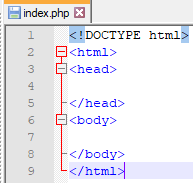 index.php
1 <!DOCTYPE html>
2 <html>
3 <head>
4
5 </head>
6 <body>
7
8 </body>
9 </html>